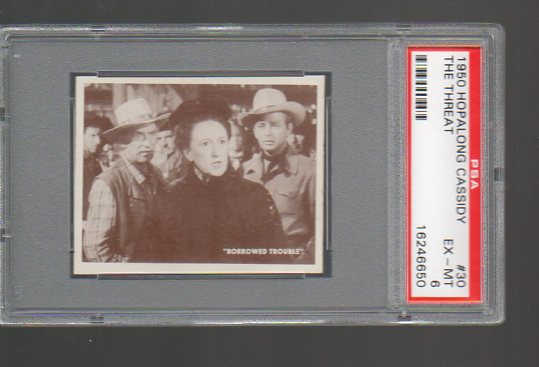 1950 HOPALONG CASSIDY #30
THE THREAT EX - MT
6
16246650
PSA
"BORROWED TROUBLE"